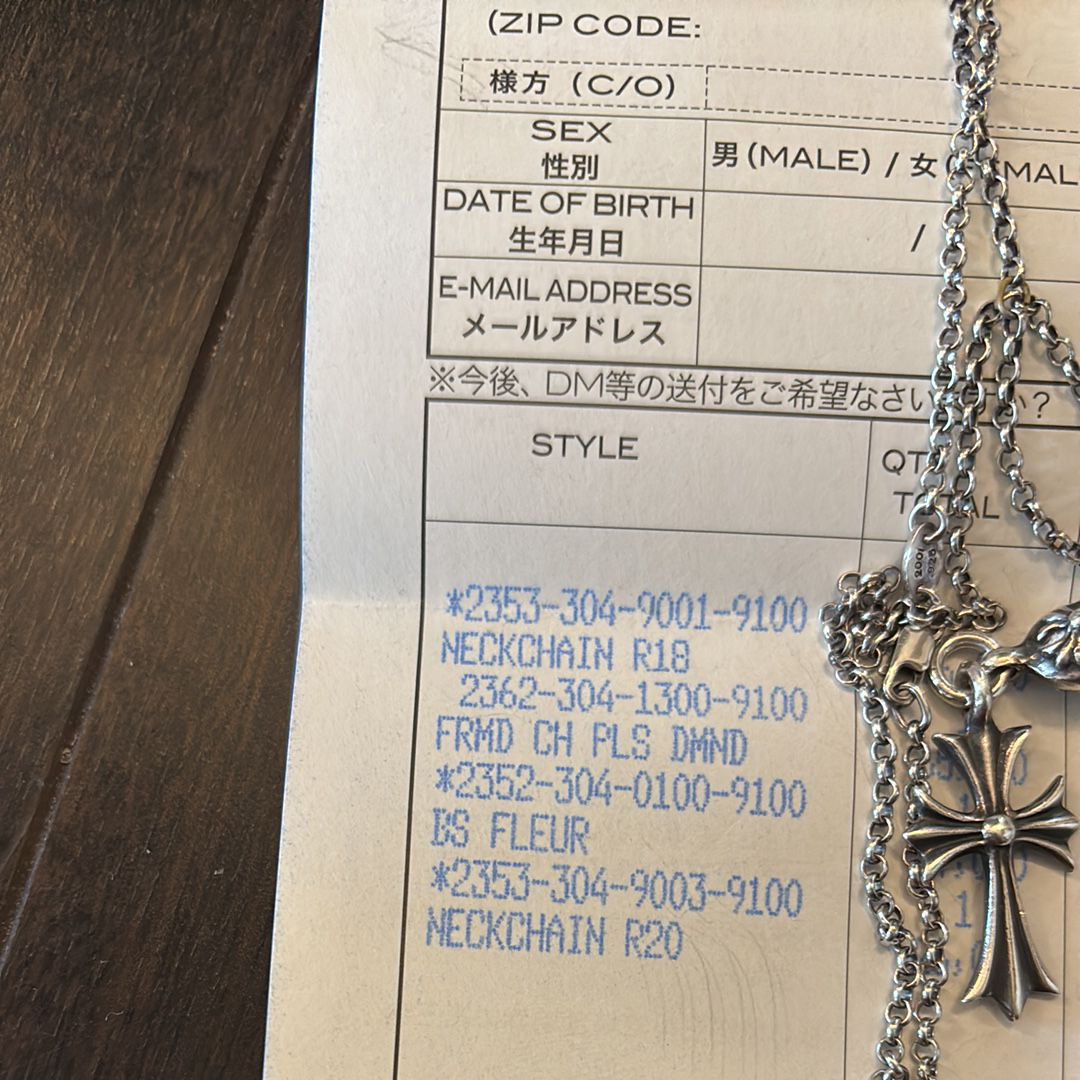 (ZIP CODE:
様方 (C/O)
SEX
性別
男(MALE) / 女
DATE OF BIRTH
生年月日
/
E-MAIL ADDRESS
メールアドレス
※今後、DM等の送付をご希望なさい
か?
STYLE
TOTAL
*2353-304-9001-9100
NECKCHAIN R18
2362-304-1300-9100
FRMD CH PLS DMND
*2352-304-0100-9100
BS FLEUR
*2353-304-9003-9100
NECKCHAIN R20
1
925